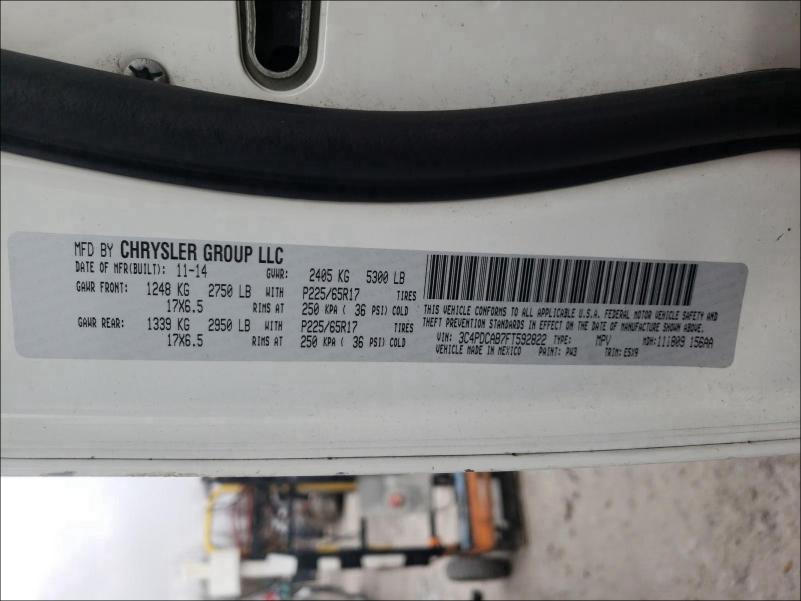 MFD BY CHRYSLER GROUP LLC
DATE OF MFR(BUILT): 11-14 GVWR: 2405 KG 5300 LB
GAWR FRONT: 1248 KG 2750 LB WITH P225/65R17 TIRES
17X6.5 RIMS AT 250 KPA ( 36 PSI) COLD
GAWR REAR: 1339 KG 2950 LB WITH P225/65R17 TIRES
17X6.5 RIMS AT 250 KPA ( 36 PSI) COLD
THIS VEHICLE CONFORMS TO ALL APPLICABLE U.S.A. FEDERAL MOTOR VEHICLE SAFETY AND
THEFT PREVENTION STANDARDS IN EFFECT ON THE DATE OF MANUFACTURE SHOWN ABOVE.
VIN: 3C4PDCAB7FT592822 TYPE: MPV MDH: 111809 156AA
VEHICLE MADE IN MEXICO PAINT: PW3 TRIM: E5X9